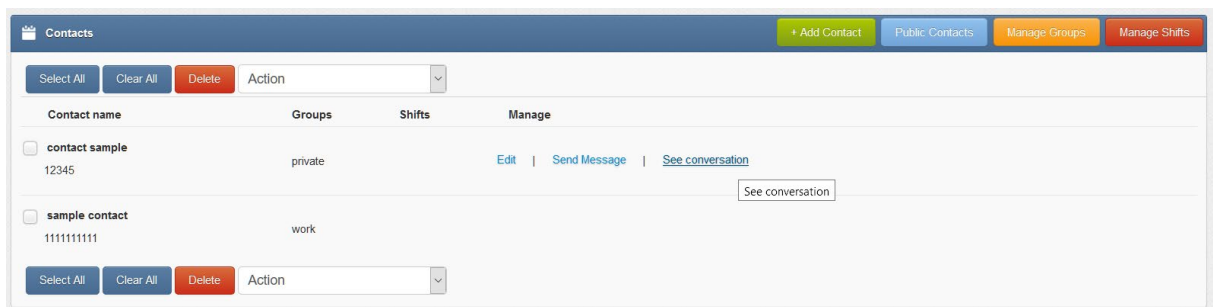 Contacts + Add Contact Public Contacts Manage Groups Manage Shifts
Select All Clear All Delete Action
Contact name Groups Shifts Manage
contact sample
12345 private Edit | Send Message | See conversation
See conversation
sample contact
1111111111 work
Select All Clear All Delete Action